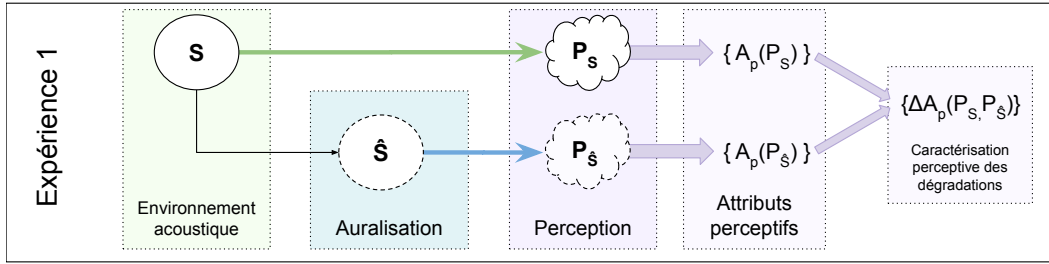 Expérience 1
S
P_S
{ A_p(P_S) }
Ŝ
P_Ŝ
{ A_p(P_Ŝ) }
{ΔA_p(P_S, P_Ŝ)}
Caractérisation
perceptive des
dégradations
Environnement
acoustique
Auralisation
Perception
Attributs
perceptifs